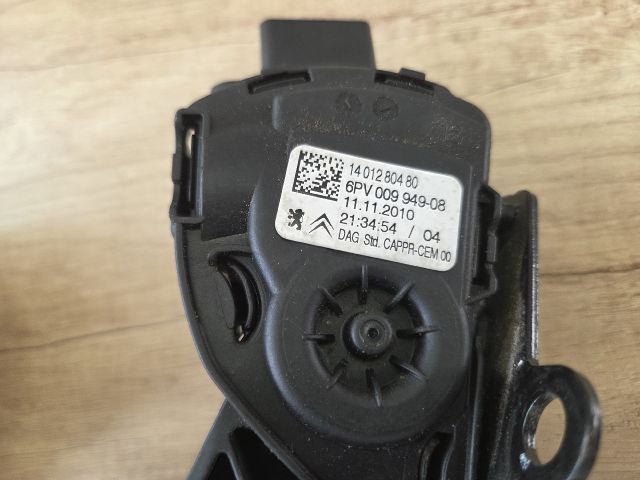 14 012 804 80
6PV 009 949-08
11.11.2010
21:34:54 / 04
DAG Std. CAPPR-CEM 00